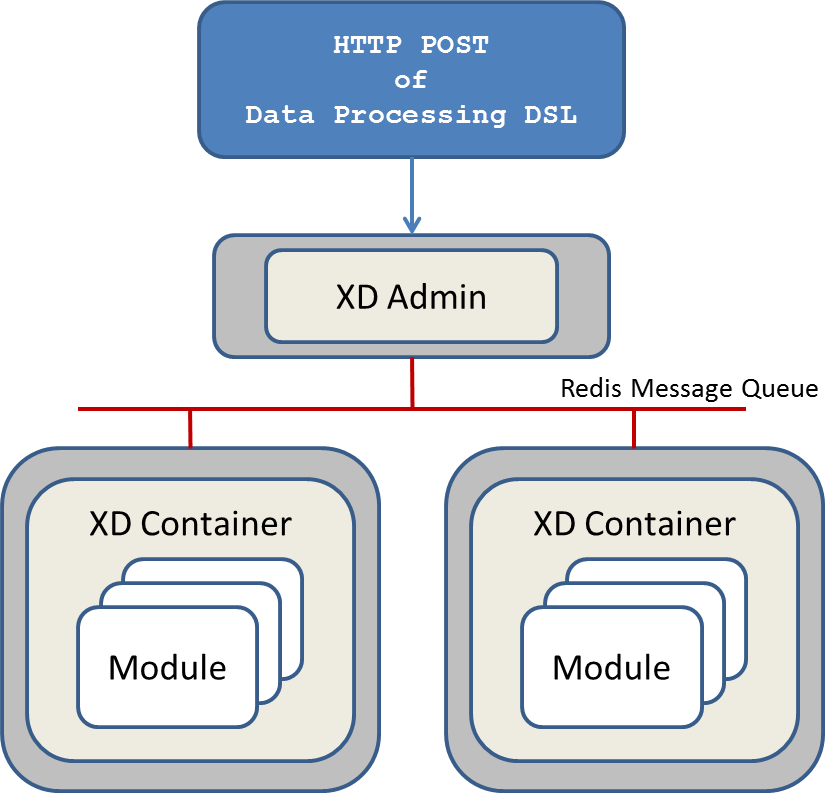 HTTP POST
of
Data Processing DSL
XD Admin
Redis Message Queue
XD Container
Module
XD Container
Module